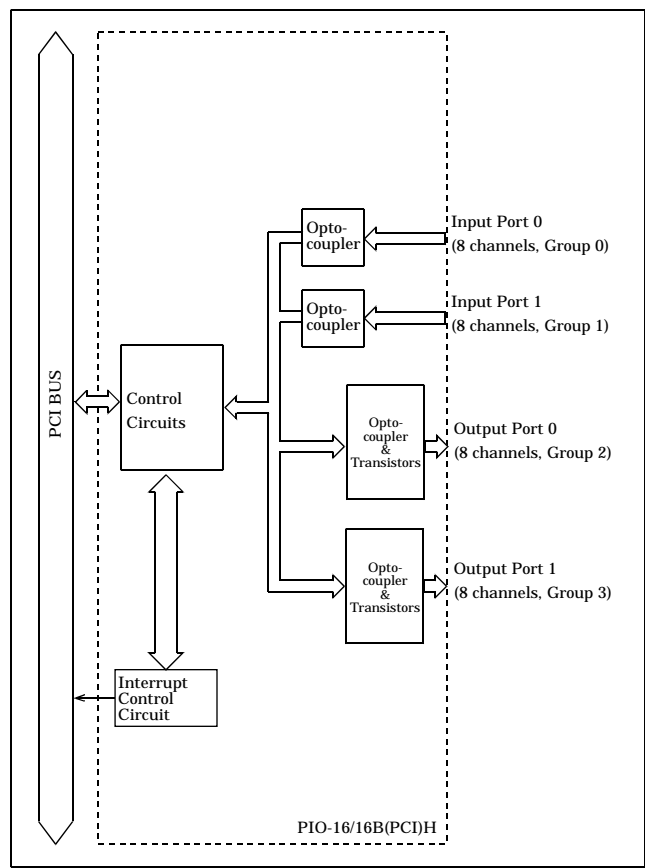 PCI BUS
Opto-
coupler
Input Port 0
(8 channels, Group 0)
Opto-
coupler
Input Port 1
(8 channels, Group 1)
Control
Circuits
Opto-
coupler
&
Transistors
Output Port 0
(8 channels, Group 2)
Opto-
coupler
&
Transistors
Output Port 1
(8 channels, Group 3)
Interrupt
Control
Circuit
PIO-16/16B(PCI)H